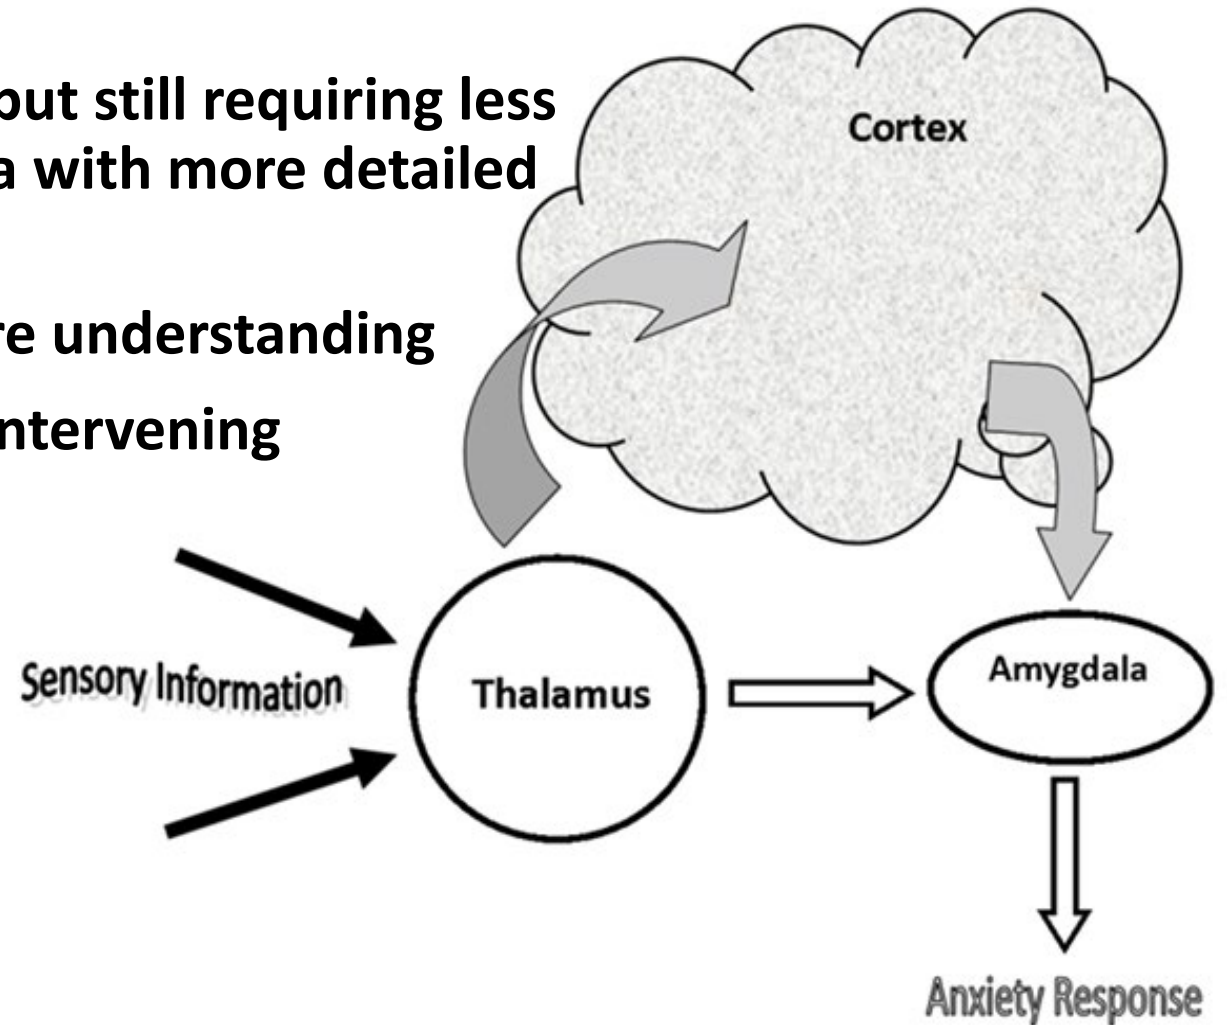 but still requiring less
a with more detailed
re understanding
ntervening
Cortex
Sensory Information
Thalamus
Amygdala
Anxiety Response